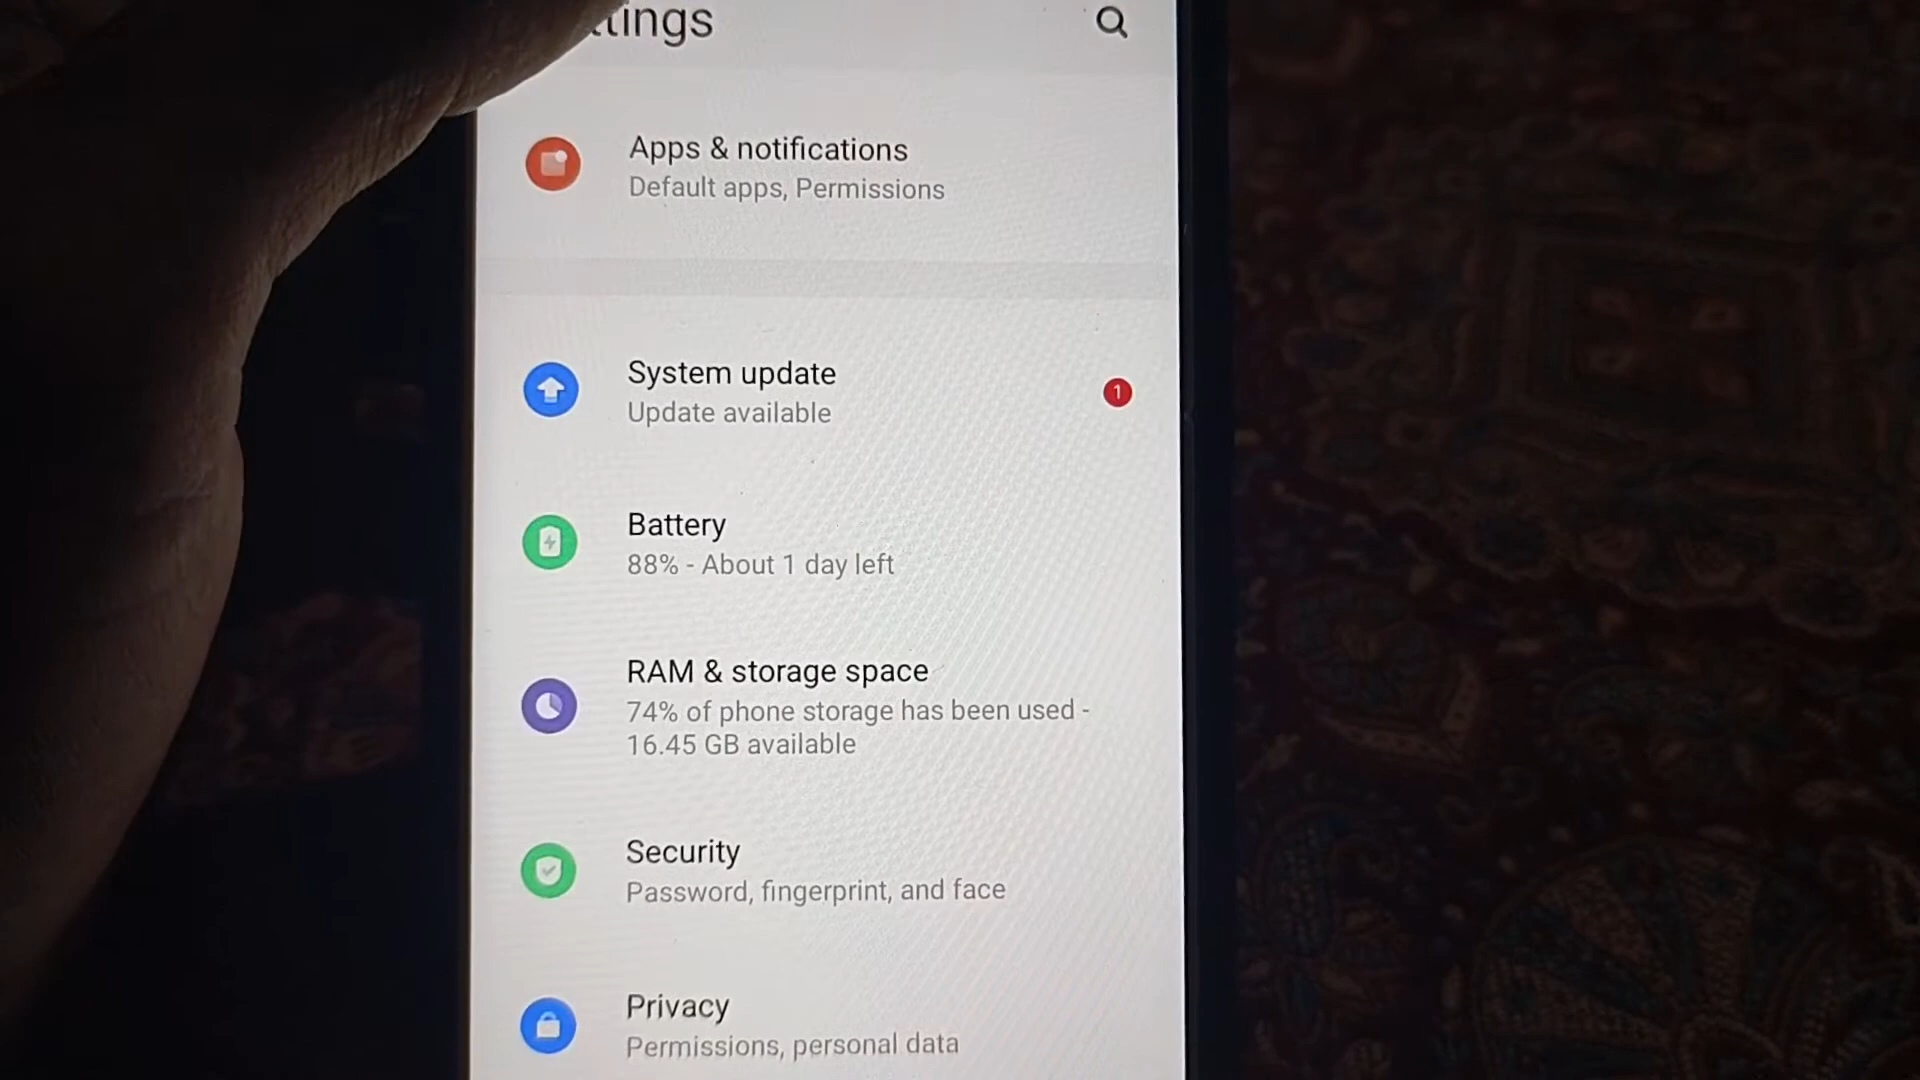 ttings
Apps & notifications
Default apps, Permissions
System update
Update available
1
Battery
88% - About 1 day left
RAM & storage space
74% of phone storage has been used -
16.45 GB available
Security
Password, fingerprint, and face
Privacy
Permissions, personal data